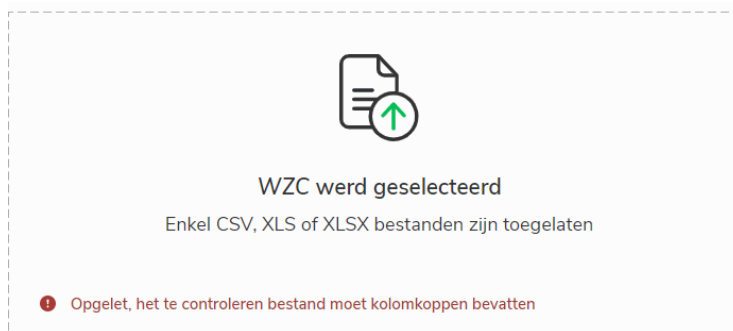 WZC werd geselecteerd
Enkel CSV, XLS of XLSX bestanden zijn toegelaten
Opgelet, het te controleren bestand moet kolomkoppen bevatten